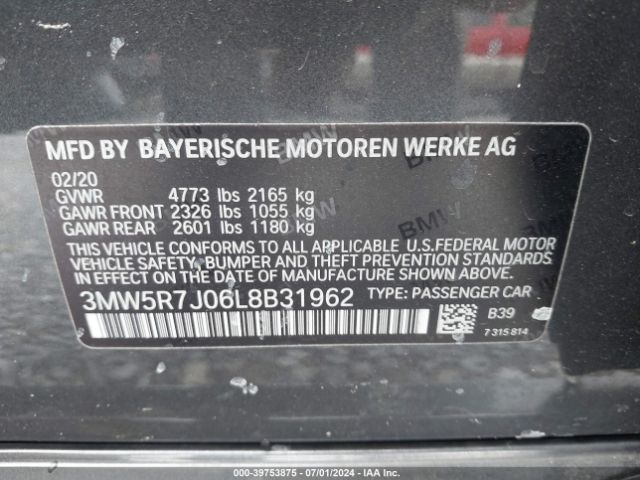 MFD BY BAYERISCHE MOTOREN WERKE AG
02/20
GVWR 4773 lbs 2165 kg
GAWR FRONT 2326 lbs 1055 kg
GAWR REAR 2601 lbs 1180 kg
THIS VEHICLE CONFORMS TO ALL APPLICABLE U.S.FEDERAL MOTOR
VEHICLE SAFETY, BUMPER AND THEFT PREVENTION STANDARDS
IN EFFECT ON THE DATE OF MANUFACTURE SHOWN ABOVE.
3MW5R7J06L8B31962 TYPE: PASSENGER CAR
B39
7 315 814
000-39753875 - 07/01/2024 - IAA Inc.